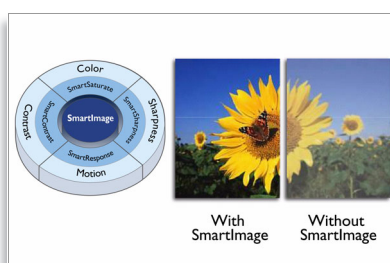 Color
SmartSaturate
Contrast
SmartContrast
SmartImage
SmartSharpness
Sharpness
SmartResponse
Motion
With
SmartImage
Without
SmartImage